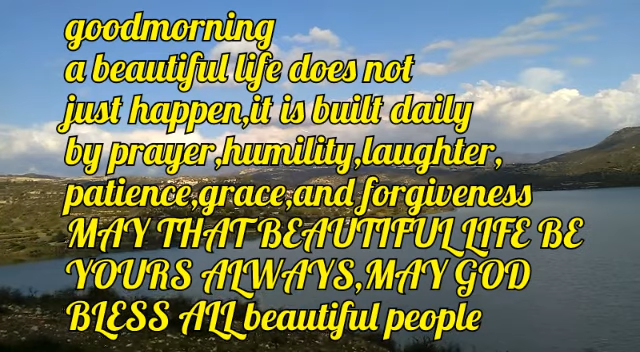 goodmorning
a beautiful life does not
just happen,it is built daily
by prayer,humility,laughter,
patience,grace,and forgiveness
MAY THAT BEAUTIFUL LIFE BE
YOURS ALWAYS,MAY GOD
BLESS ALL beautiful people